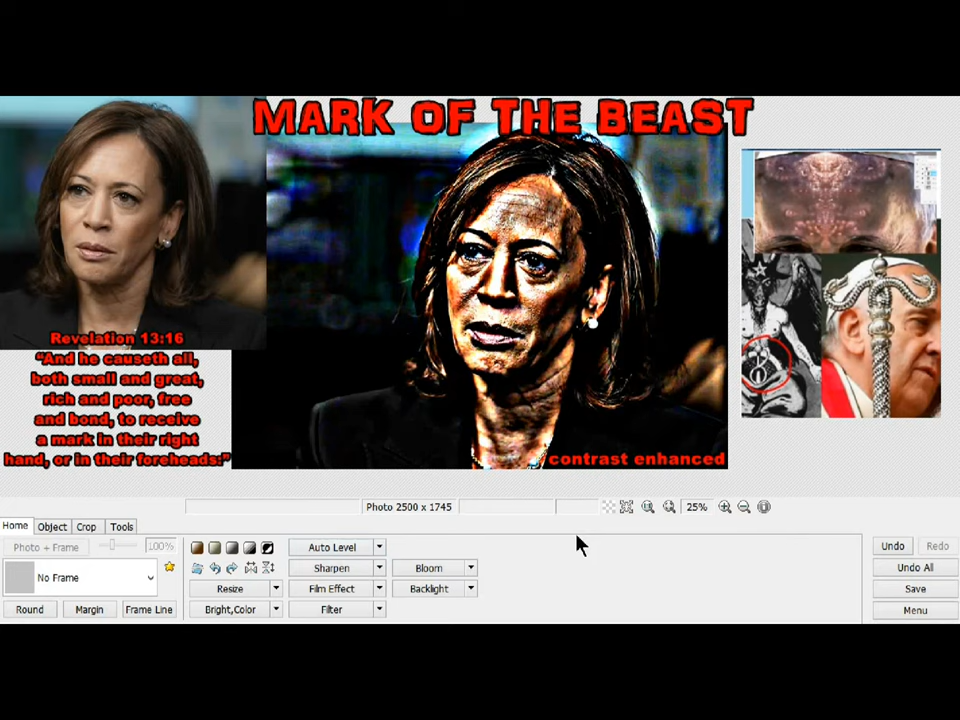 MARK OF THE BEAST
Revelation 13:16
“And he causeth all,
both small and great,
rich and poor, free
and bond, to receive
a mark in their right
hand, or in their foreheads:”
contrast enhanced
Photo 2500 x 1745
25%
Home Object Crop Tools
Photo + Frame 100%
No Frame
Round Margin Frame Line
Resize
Bright,Color
Auto Level
Sharpen
Film Effect
Filter
Bloom
Backlight
Undo Redo
Undo All
Save
Menu